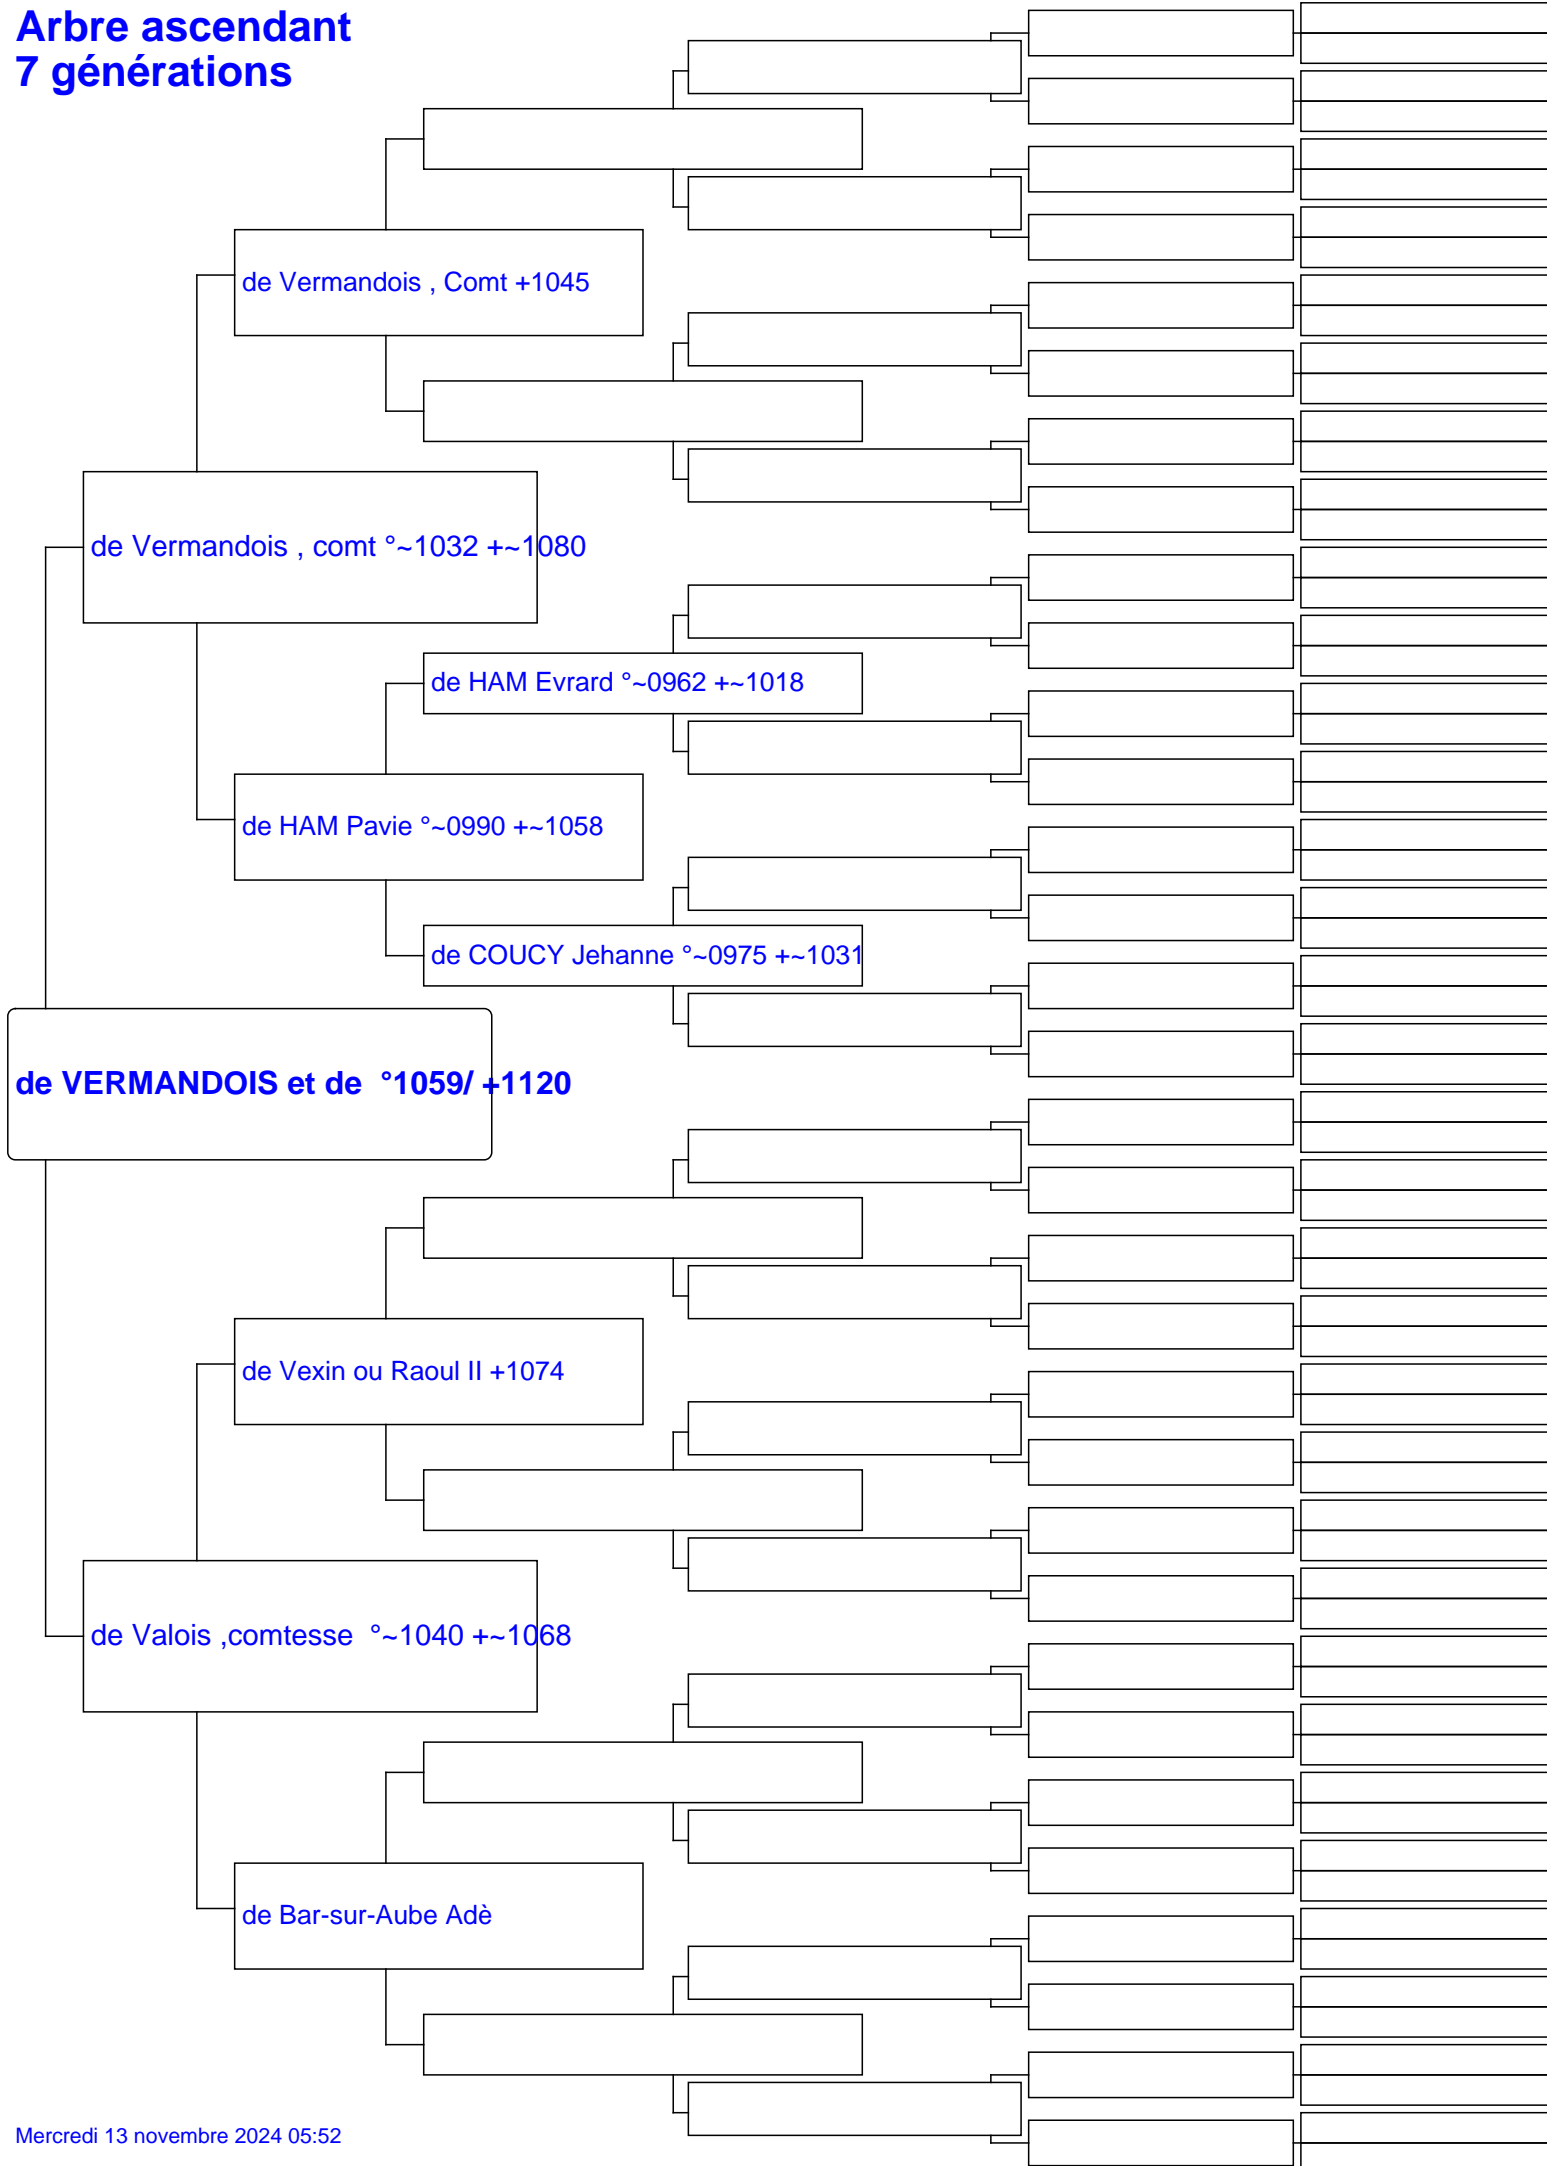 Arbre ascendant
7 générations
de Vermandois , Comt +1045
de Vermandois , comt °~1032 +~1080
de HAM Evrard °~0962 +~1018
de HAM Pavie °~0990 +~1058
de COUCY Jehanne °~0975 +~1031
de VERMANDOIS et de  °1059/ +1120
de Vexin ou Raoul II +1074
de Valois ,comtesse  °~1040 +~1068
de Bar-sur-Aube Adè
Mercredi 13 novembre 2024 05:52